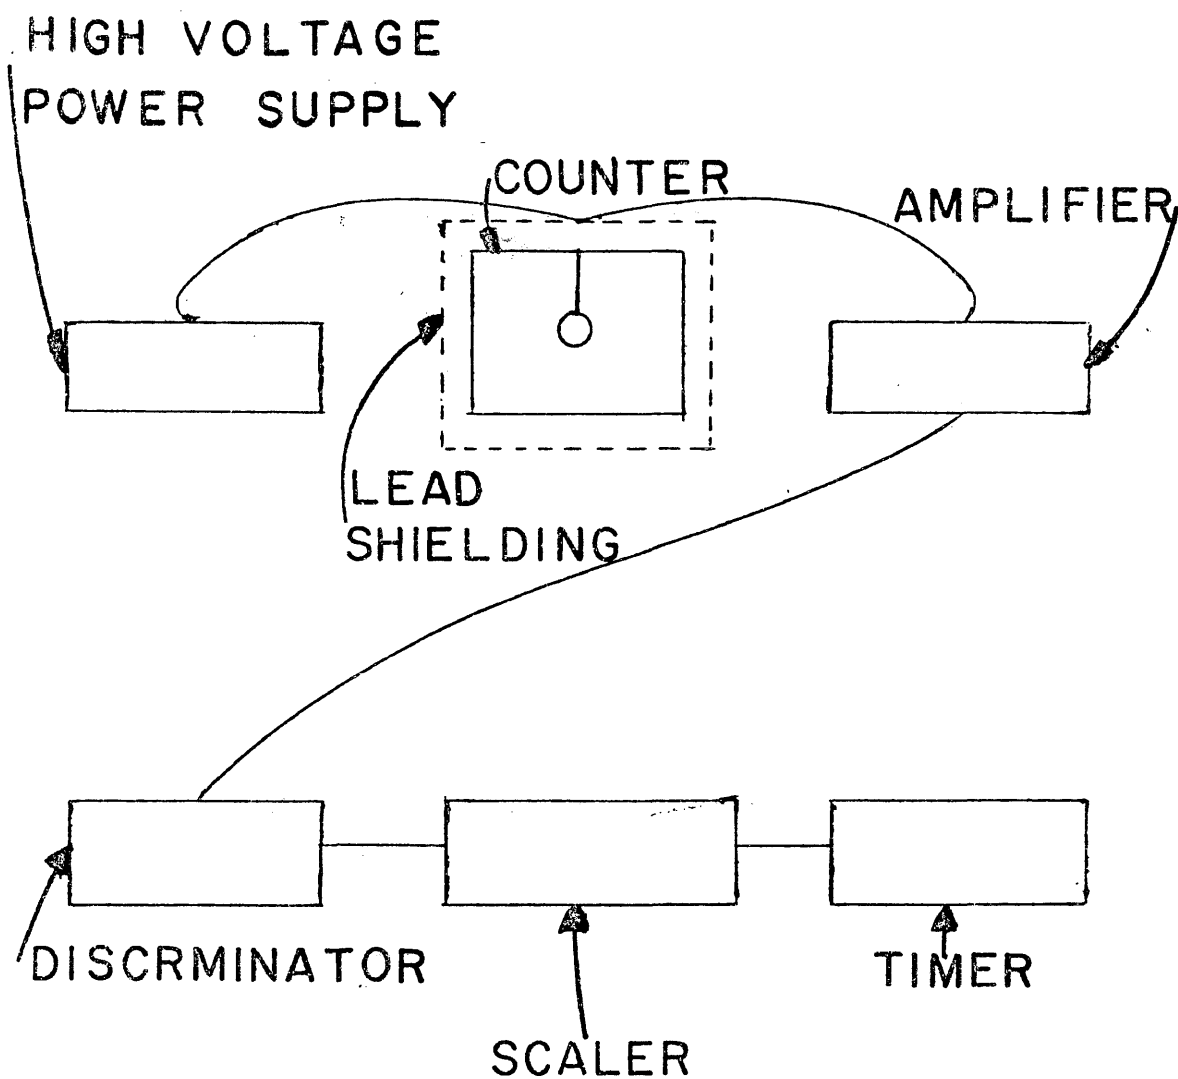 HIGH VOLTAGE
POWER SUPPLY
COUNTER
AMPLIFIER
LEAD
SHIELDING
DISCRMINATOR
TIMER
SCALER